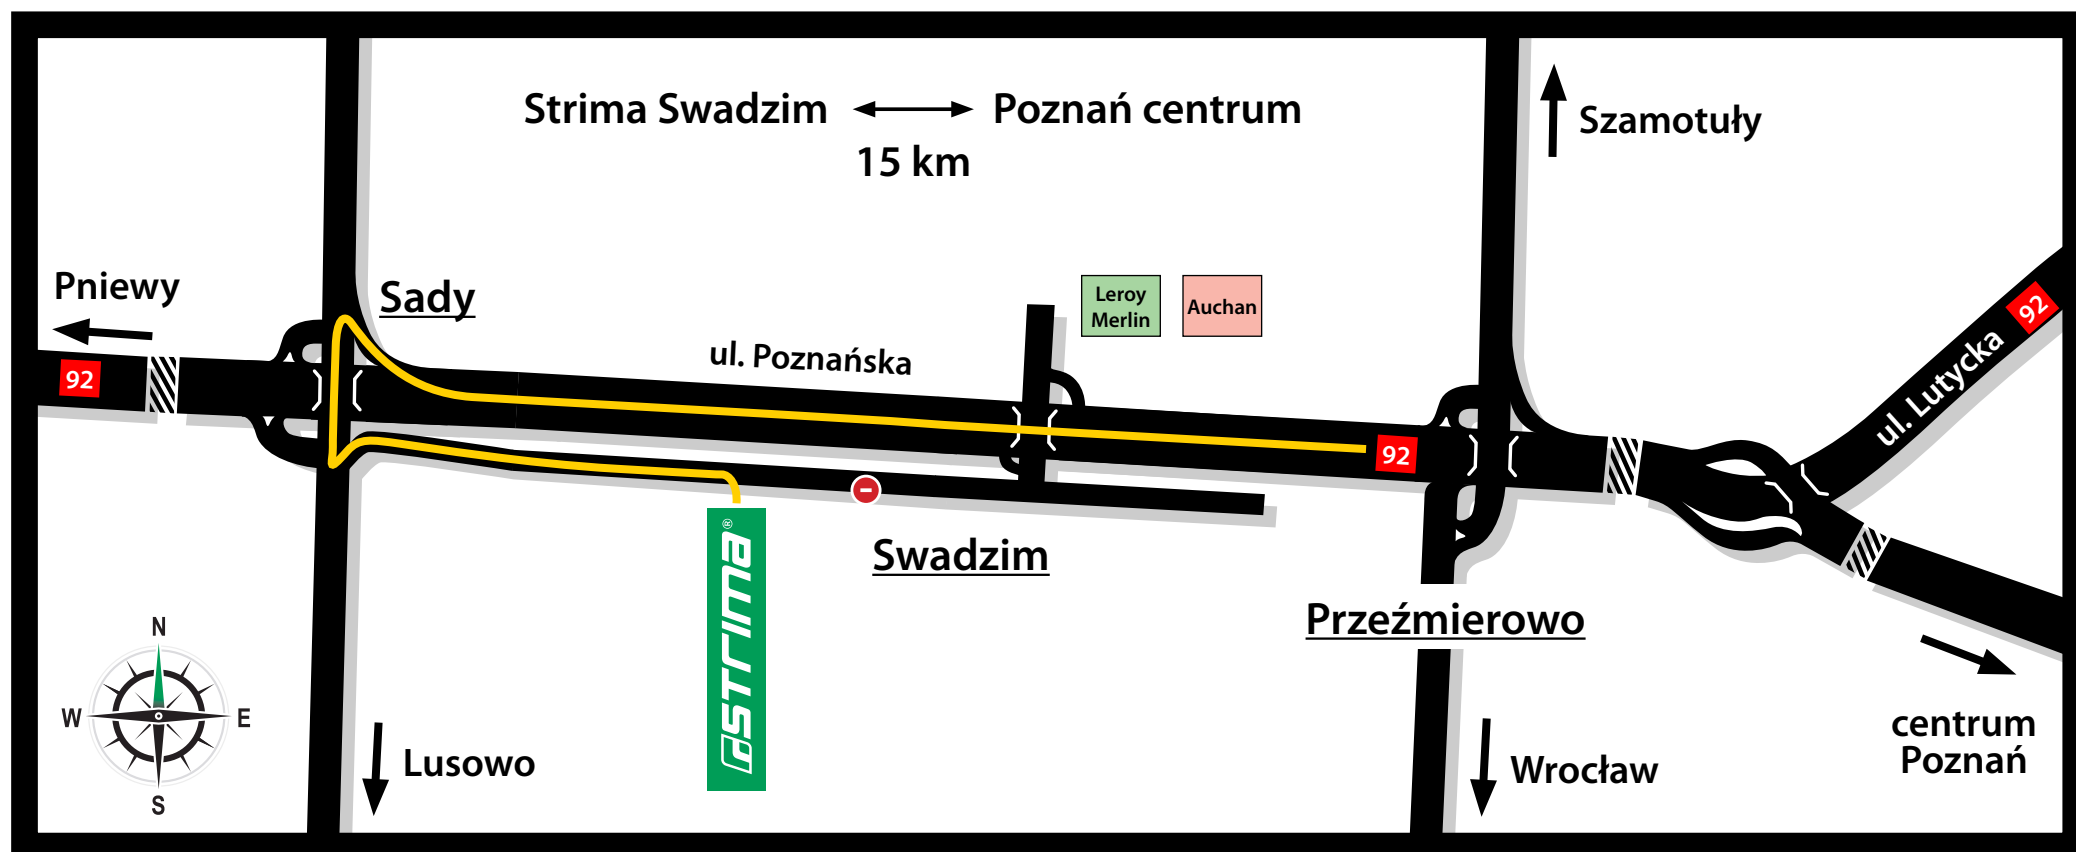 Strima Swadzim
Poznań centrum
15 km
Szamotuły
Pniewy
Sady
Leroy
Merlin
Auchan
ul. Poznańska
92
92
92
ul. Lutycka
Swadzim
STRIMA®
Przeźmierowo
N
W
E
S
Lusowo
Wrocław
centrum
Poznań